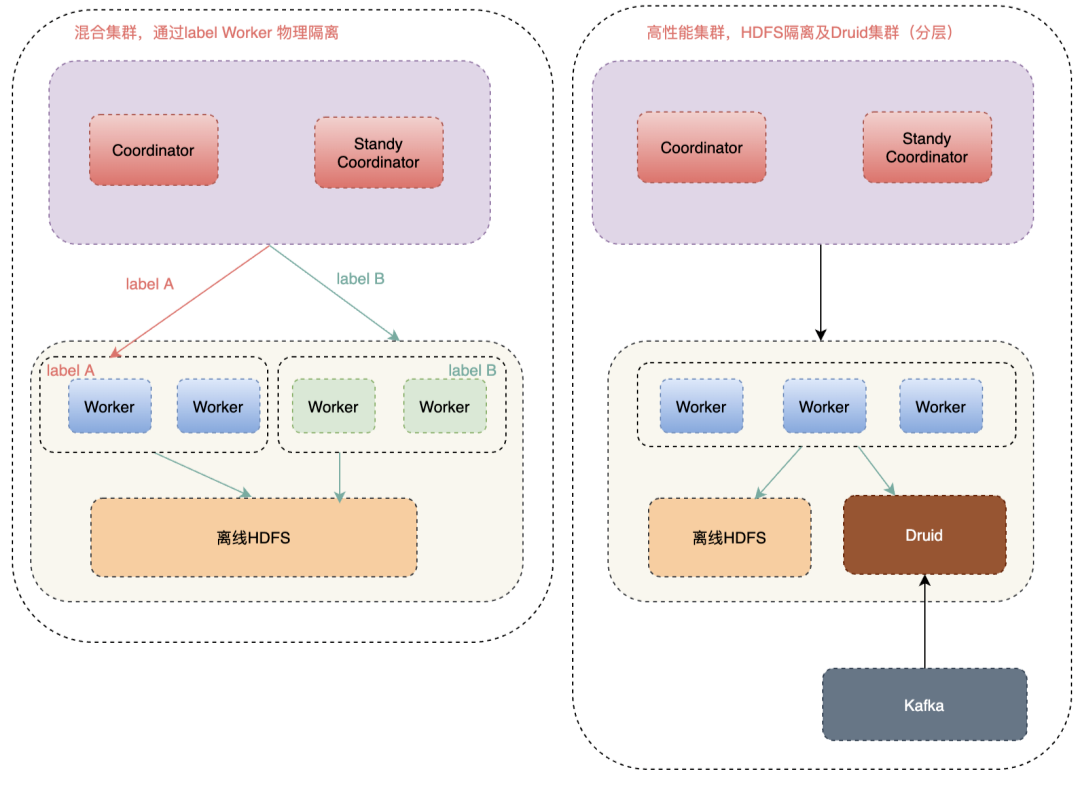 混合集群，通过label Worker 物理隔离
Coordinator
Standy
Coordinator
label A
label B
label A
label B
Worker
Worker
Worker
Worker
离线HDFS
高性能集群，HDFS隔离及Druid集群（分层）
Coordinator
Standy
Coordinator
Worker
Worker
Worker
离线HDFS
Druid
Kafka